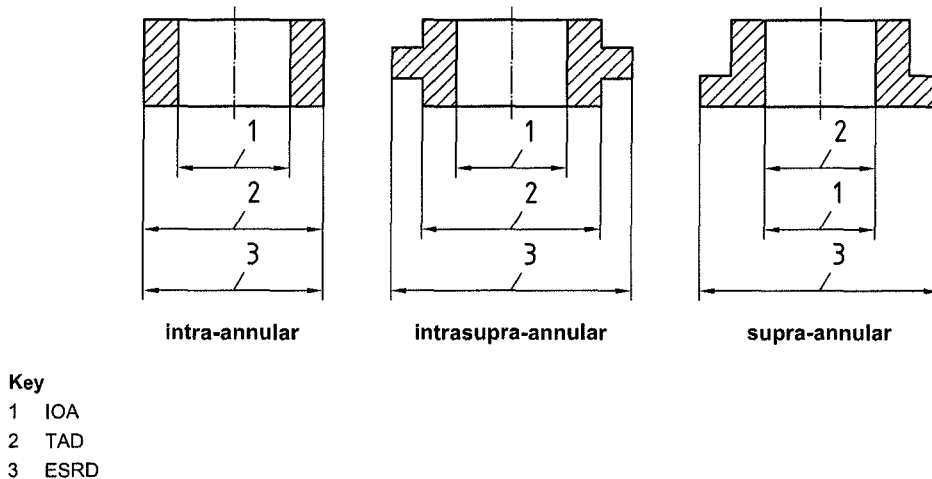 1 1 2
2 2 1
3 3 3
intra-annular intrasupra-annular supra-annular
Key
1 IOA
2 TAD
3 ESRD